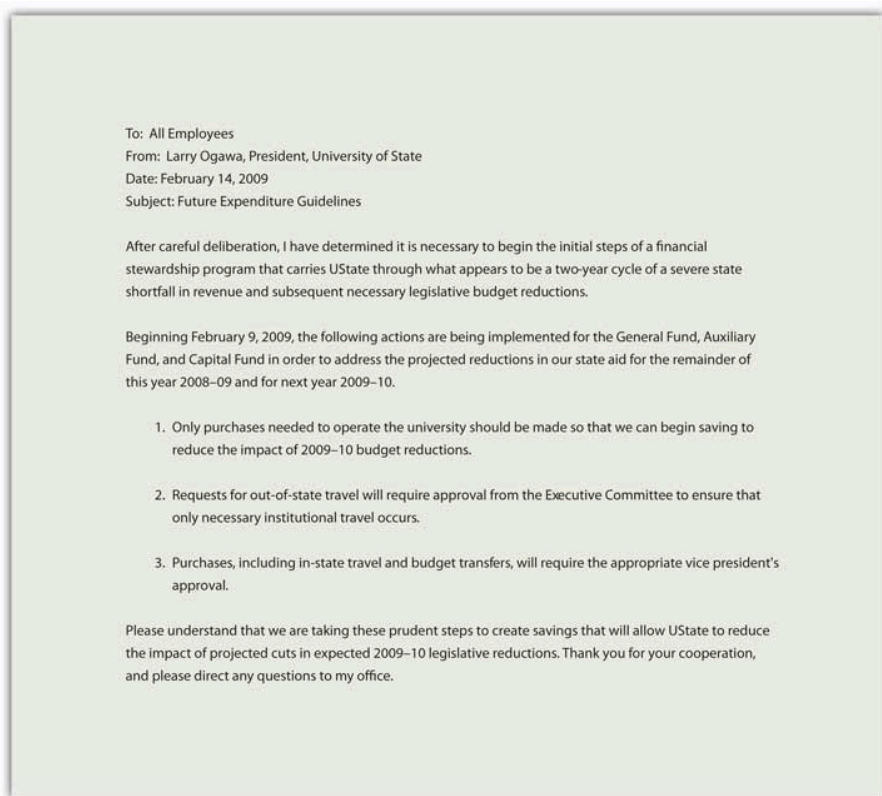 To: All Employees
From: Larry Ogawa, President, University of State
Date: February 14, 2009
Subject: Future Expenditure Guidelines
After careful deliberation, I have determined it is necessary to begin the initial steps of a financial
stewardship program that carries UState through what appears to be a two-year cycle of a severe state
shortfall in revenue and subsequent necessary legislative budget reductions.
Beginning February 9, 2009, the following actions are being implemented for the General Fund, Auxiliary
Fund, and Capital Fund in order to address the projected reductions in our state aid for the remainder of
this year 2008–09 and for next year 2009–10.
1. Only purchases needed to operate the university should be made so that we can begin saving to
reduce the impact of 2009–10 budget reductions.
2. Requests for out-of-state travel will require approval from the Executive Committee to ensure that
only necessary institutional travel occurs.
3. Purchases, including in-state travel and budget transfers, will require the appropriate vice president's
approval.
Please understand that we are taking these prudent steps to create savings that will allow UState to reduce
the impact of projected cuts in expected 2009–10 legislative reductions. Thank you for your cooperation,
and please direct any questions to my office.